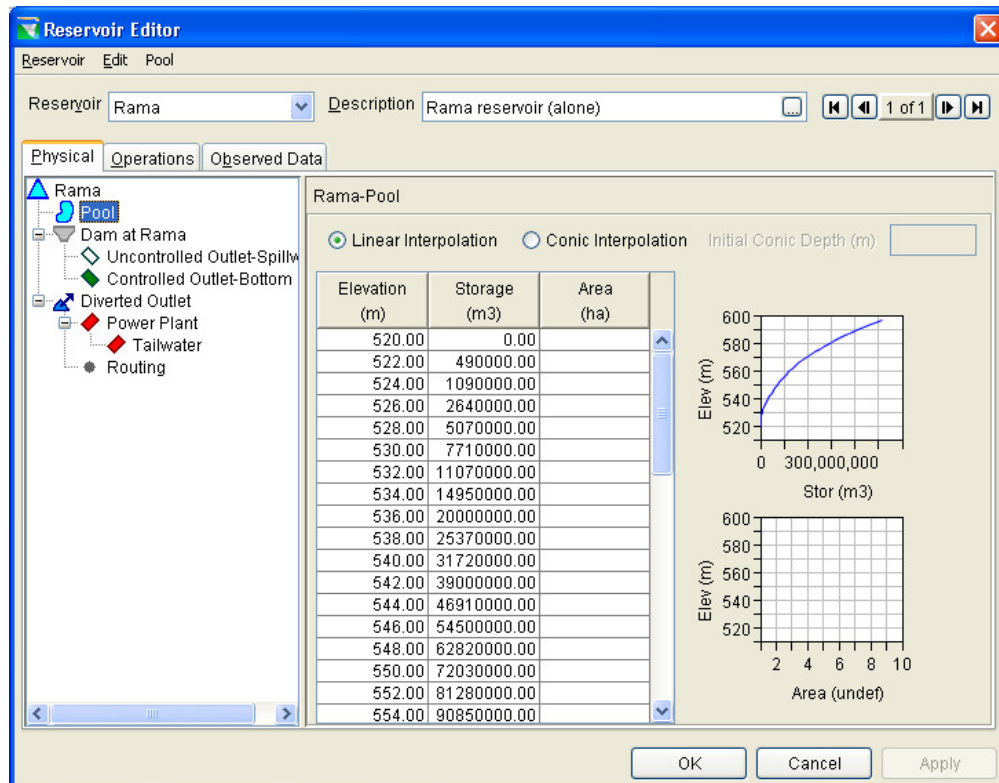 Reservoir Editor
Reservoir Edit Pool
Reservoir Rama Description Rama reservoir (alone) ... 1 of 1
Physical Operations Observed Data
Rama
Pool
Dam at Rama
Uncontrolled Outlet-Spillw
Controlled Outlet-Bottom
Diverted Outlet
Power Plant
Tailwater
Routing
Rama-Pool
Linear Interpolation Conic Interpolation Initial Conic Depth (m)
Elevation Storage Area
(m) (m3) (ha)
520.00 0.00
522.00 490000.00
524.00 1090000.00
526.00 2640000.00
528.00 5070000.00
530.00 7710000.00
532.00 11070000.00
534.00 14950000.00
536.00 20000000.00
538.00 25370000.00
540.00 31720000.00
542.00 39000000.00
544.00 46910000.00
546.00 54500000.00
548.00 62820000.00
550.00 72030000.00
552.00 81280000.00
554.00 90850000.00
600
580
560
540
520
Elev (m)
0 300,000,000
Stor (m3)
600
580
560
540
520
Elev (m)
2 4 6 8 10
Area (undef)
OK Cancel Apply